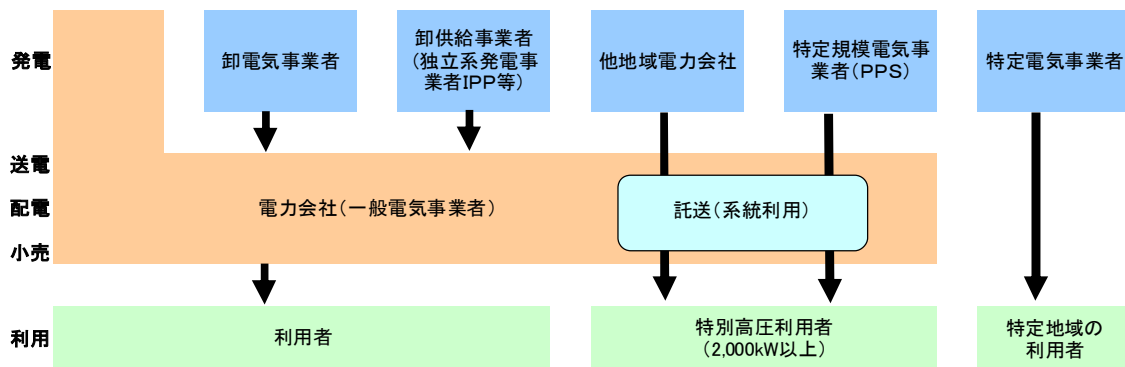 発電
卸電気事業者
卸供給事業者
(独立系発電事
業者IPP等)
他地域電力会社
特定規模電気事
業者(PPS)
特定電気事業者
送電
配電
小売
電力会社(一般電気事業者)
託送(系統利用)
利用
利用者
特別高圧利用者
(2,000kW以上)
特定地域の
利用者